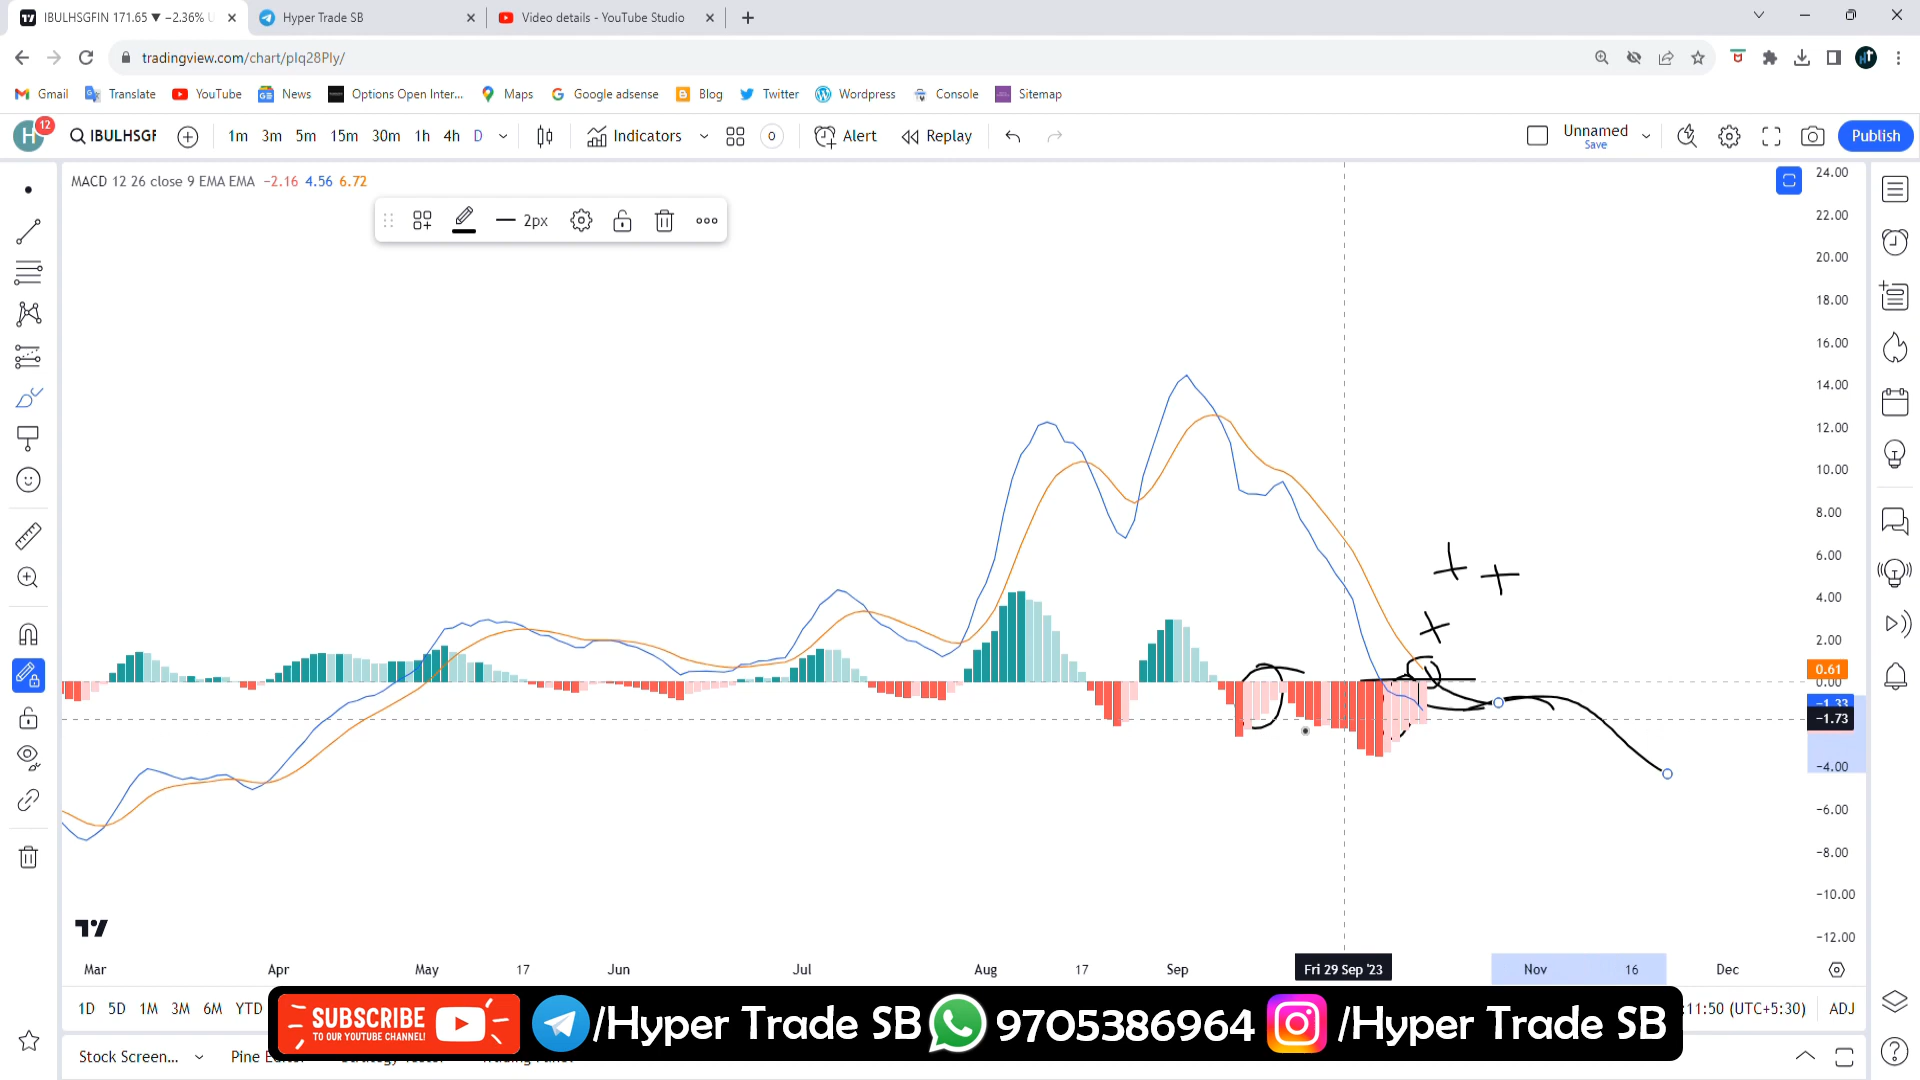 IBULHSGFIN 171.65 ▼ −2.36%
Hyper Trade SB
Video details - YouTube Studio
tradingview.com/chart/pIq28Ply/
Gmail Translate YouTube News Options Open Inter... Maps Google adsense Blog Twitter Wordpress Console Sitemap
H 12 IBULHSGF 1m 3m 5m 15m 30m 1h 4h D Indicators 0 Alert Replay Unnamed Save Publish
MACD 12 26 close 9 EMA EMA −2.16 4.56 6.72
2px
24.00
22.00
20.00
18.00
16.00
14.00
12.00
10.00
8.00
6.00
4.00
2.00
0.61
0.00
−1.33
−1.73
−4.00
−6.00
−8.00
−10.00
−12.00
Mar Apr May 17 Jun Jul Aug 17 Sep Fri 29 Sep '23 Nov 16 Dec
1D 5D 1M 3M 6M YTD :11:50 (UTC+5:30) ADJ
SUBSCRIBE
TO OUR YOUTUBE CHANNEL!
/Hyper Trade SB 9705386964 /Hyper Trade SB
Stock Screen... Pine